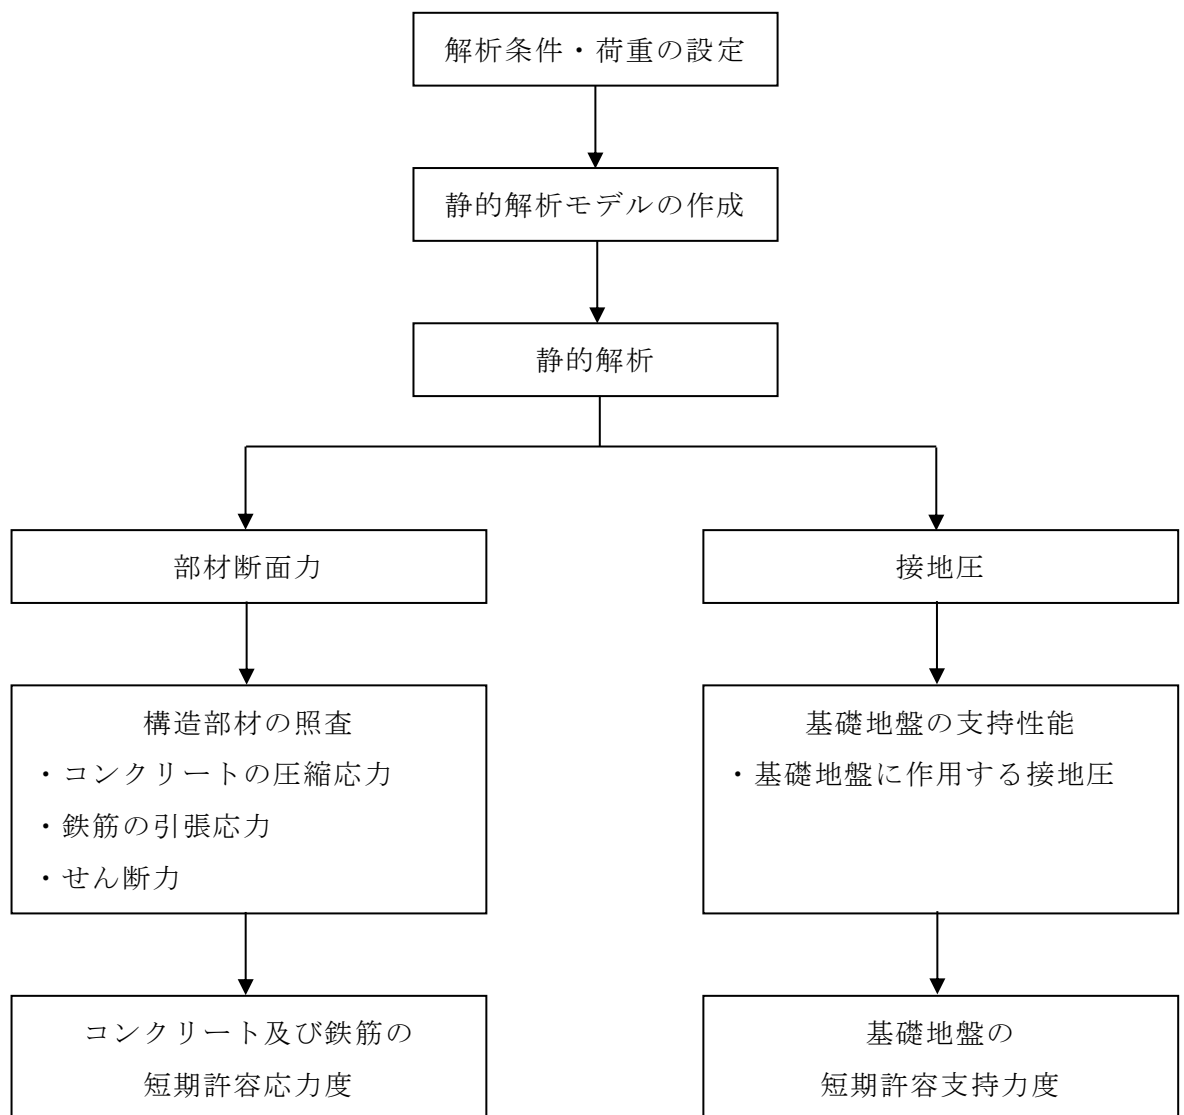 解析条件・荷重の設定
静的解析モデルの作成
静的解析
部材断面力
接地圧
構造部材の照査
・コンクリートの圧縮応力
・鉄筋の引張応力
・せん断力
基礎地盤の支持性能
・基礎地盤に作用する接地圧
コンクリート及び鉄筋の
短期許容応力度
基礎地盤の
短期許容支持力度